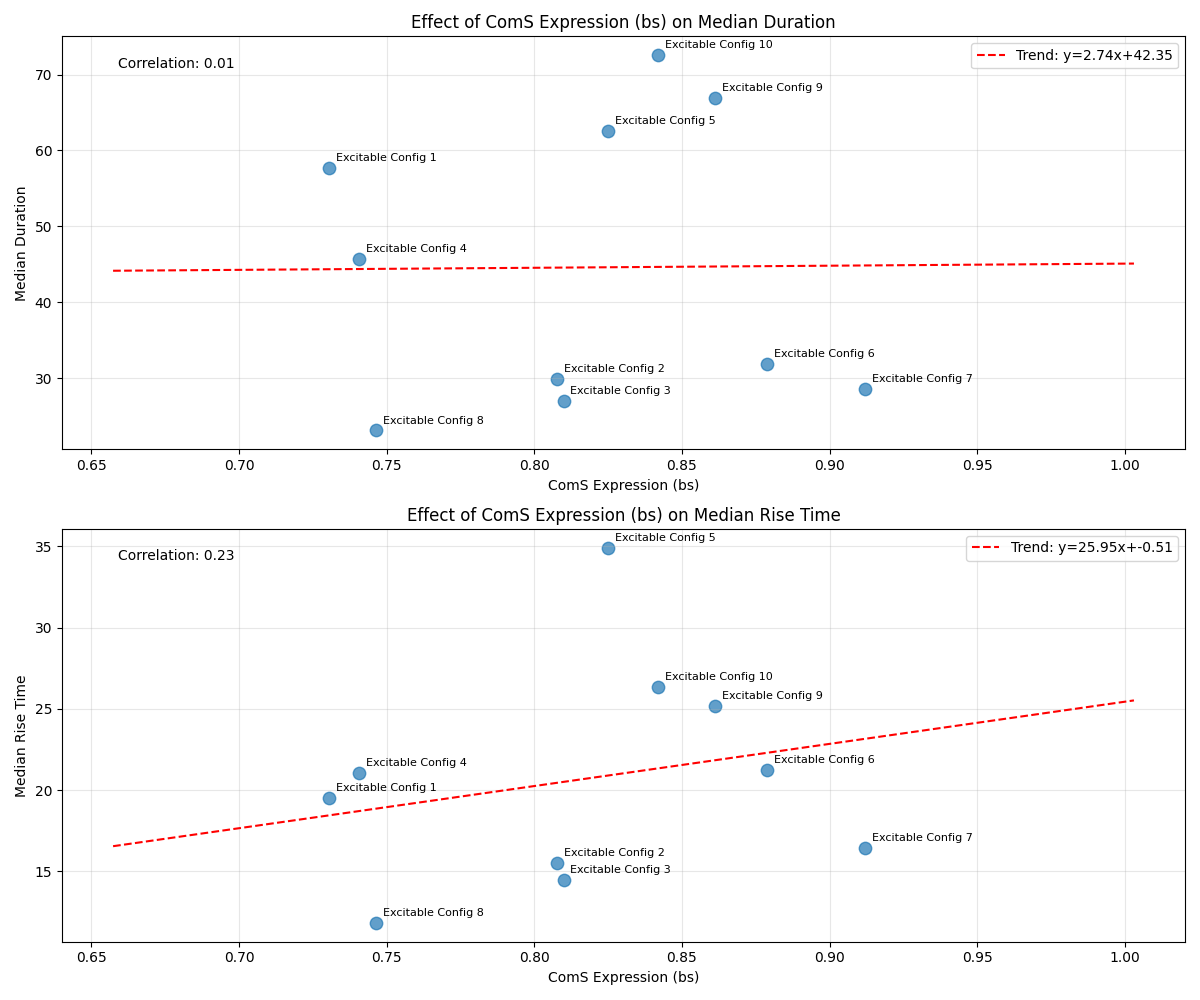 Effect of ComS Expression (bs) on Median Duration
Correlation: 0.01
Trend: y=2.74x+42.35
Excitable Config 10
Excitable Config 9
Excitable Config 5
Excitable Config 1
Excitable Config 4
Excitable Config 6
Excitable Config 2
Excitable Config 7
Excitable Config 3
Excitable Config 8
Median Duration
70
60
50
40
30
0.65 0.70 0.75 0.80 0.85 0.90 0.95 1.00
ComS Expression (bs)
Effect of ComS Expression (bs) on Median Rise Time
Correlation: 0.23
Trend: y=25.95x+-0.51
Excitable Config 5
Excitable Config 10
Excitable Config 9
Excitable Config 4
Excitable Config 6
Excitable Config 1
Excitable Config 7
Excitable Config 2
Excitable Config 3
Excitable Config 8
Median Rise Time
35
30
25
20
15
0.65 0.70 0.75 0.80 0.85 0.90 0.95 1.00
ComS Expression (bs)